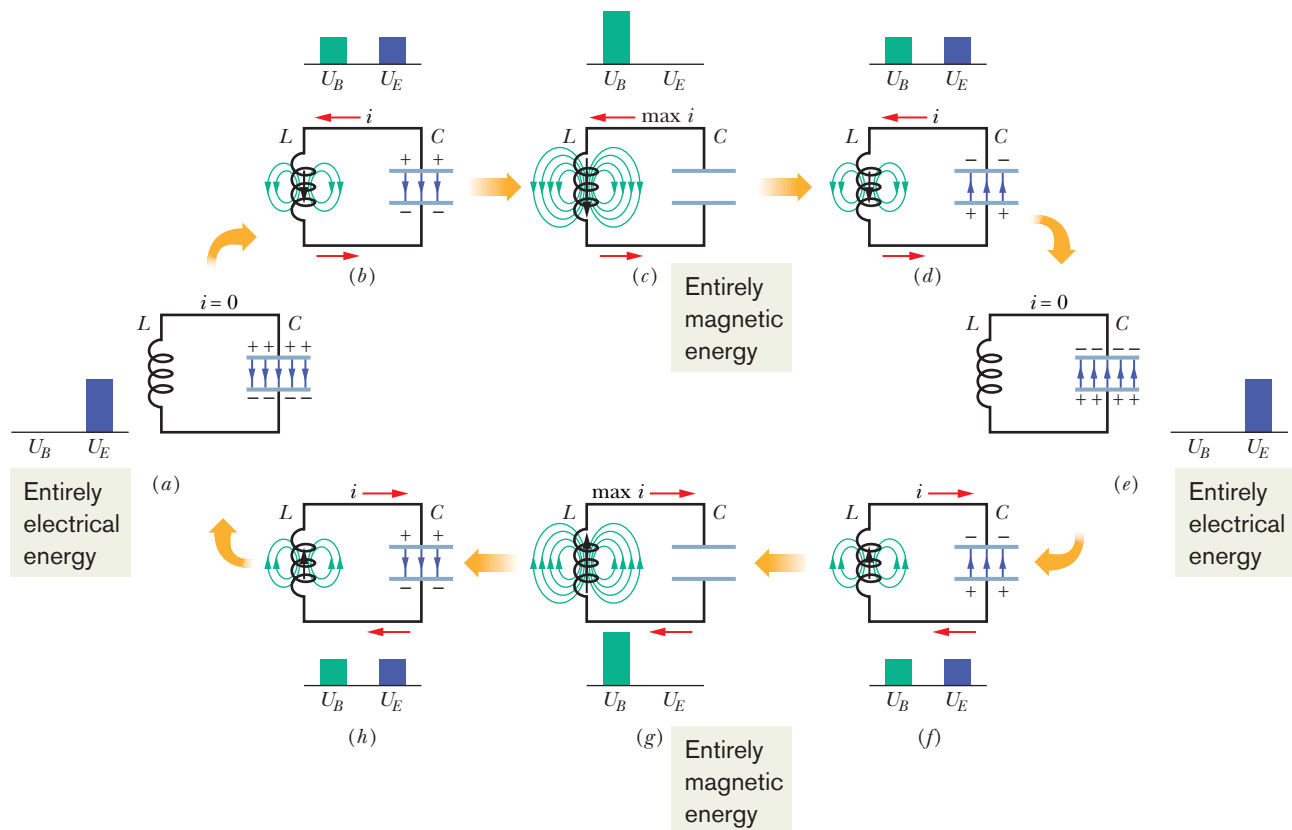 U_B U_E
U_B U_E
U_B U_E
i
L C
+ +
− −
(b)
max i
L C
(c)
Entirely
magnetic
energy
i
L C
− −
+ +
(d)
i = 0
L C
+ + + +
− − − −
U_B U_E
(a)
Entirely
electrical
energy
i = 0
L C
− − − −
+ + + +
(e)
U_B U_E
Entirely
electrical
energy
i
L C
+ +
− −
U_B U_E
(h)
max i
L C
U_B U_E
(g)
Entirely
magnetic
energy
i
L C
− −
+ +
U_B U_E
(f)